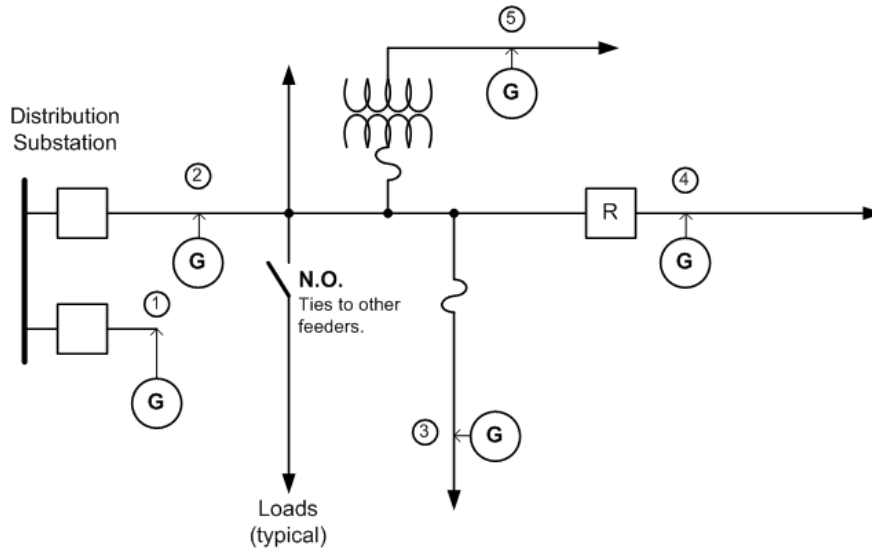 5
G
Distribution
Substation
2
4
R
G
N.O.
Ties to other
feeders.
G
1
G
3
G
Loads
(typical)